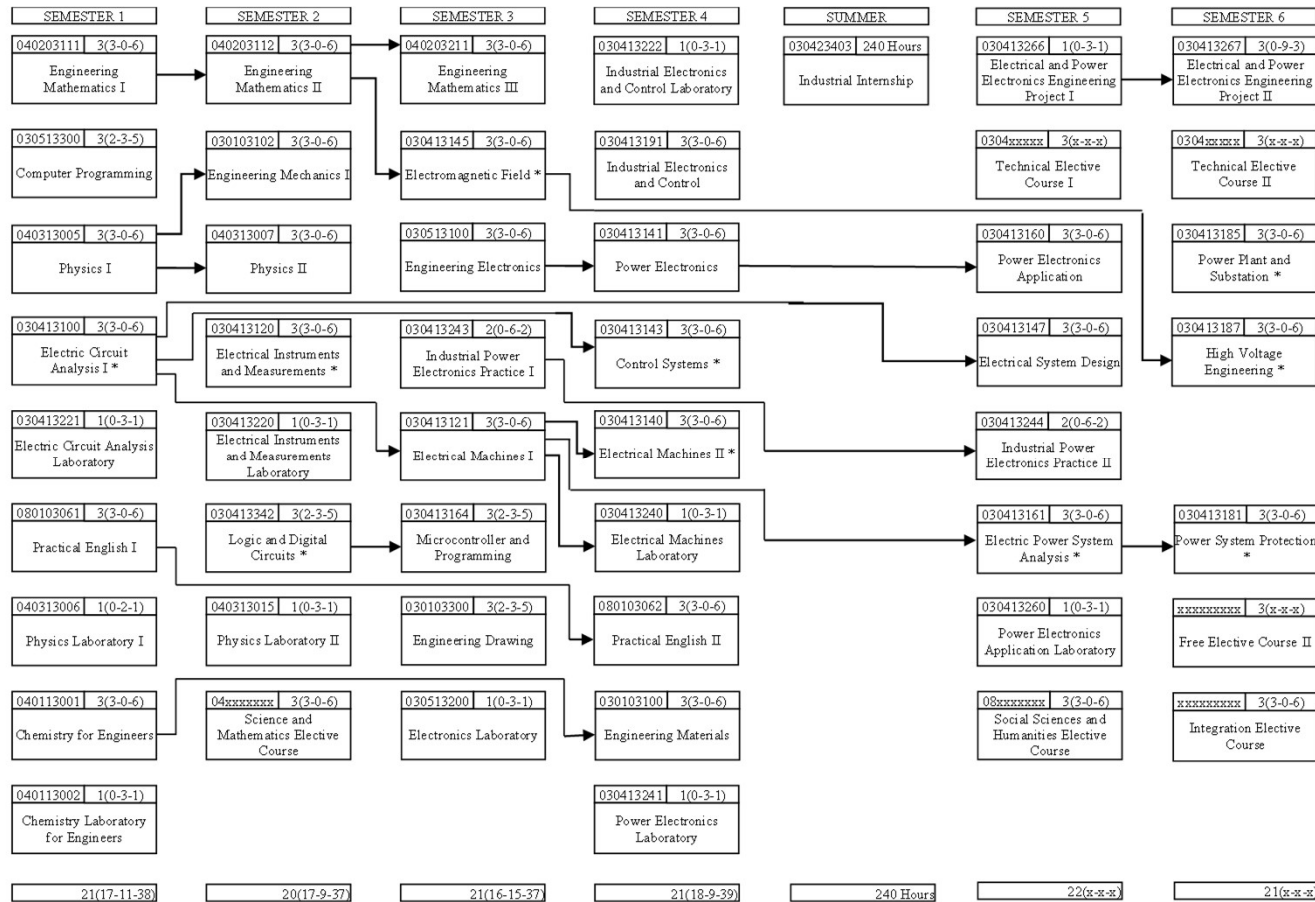 SEMESTER 1
040203111 3(3-0-6)
Engineering
Mathematics I
030513300 3(2-3-5)
Computer Programming
040313005 3(3-0-6)
Physics I
030413100 3(3-0-6)
Electric Circuit
Analysis I *
030413221 1(0-3-1)
Electric Circuit Analysis
Laboratory
080103061 3(3-0-6)
Practical English I
040313006 1(0-2-1)
Physics Laboratory I
040113001 3(3-0-6)
Chemistry for Engineers
040113002 1(0-3-1)
Chemistry Laboratory
for Engineers
21(17-11-38)
SEMESTER 2
040203112 3(3-0-6)
Engineering
Mathematics II
030103102 3(3-0-6)
Engineering Mechanics I
040313007 3(3-0-6)
Physics II
030413120 3(3-0-6)
Electrical Instruments
and Measurements *
030413220 1(0-3-1)
Electrical Instruments
and Measurements
Laboratory
030413342 3(2-3-5)
Logic and Digital
Circuits *
040313015 1(0-3-1)
Physics Laboratory II
04xxxxxxx 3(3-0-6)
Science and
Mathematics Elective
Course
20(17-9-37)
SEMESTER 3
040203211 3(3-0-6)
Engineering
Mathematics III
030413145 3(3-0-6)
Electromagnetic Field *
030513100 3(3-0-6)
Engineering Electronics
030413243 2(0-6-2)
Industrial Power
Electronics Practice I
030413121 3(3-0-6)
Electrical Machines I
030413164 3(2-3-5)
Microcontroller and
Programming
030103300 3(2-3-5)
Engineering Drawing
030513200 1(0-3-1)
Electronics Laboratory
21(16-15-37)
SEMESTER 4
030413222 1(0-3-1)
Industrial Electronics
and Control Laboratory
030413191 3(3-0-6)
Industrial Electronics
and Control
030413141 3(3-0-6)
Power Electronics
030413143 3(3-0-6)
Control Systems *
030413140 3(3-0-6)
Electrical Machines II *
030413240 1(0-3-1)
Electrical Machines
Laboratory
080103062 3(3-0-6)
Practical English II
030103100 3(3-0-6)
Engineering Materials
030413241 1(0-3-1)
Power Electronics
Laboratory
21(18-9-39)
SUMMER
030423403 240 Hours
Industrial Internship
240 Hours
SEMESTER 5
030413266 1(0-3-1)
Electrical and Power
Electronics Engineering
Project I
0304xxxxx 3(x-x-x)
Technical Elective
Course I
030413160 3(3-0-6)
Power Electronics
Application
030413147 3(3-0-6)
Electrical System Design
030413244 2(0-6-2)
Industrial Power
Electronics Practice II
030413161 3(3-0-6)
Electric Power System
Analysis *
030413260 1(0-3-1)
Power Electronics
Application Laboratory
08xxxxxxx 3(3-0-6)
Social Sciences and
Humanities Elective
Course
22(x-x-x)
SEMESTER 6
030413267 3(0-9-3)
Electrical and Power
Electronics Engineering
Project II
0304xxxxx 3(x-x-x)
Technical Elective
Course II
030413185 3(3-0-6)
Power Plant and
Substation *
030413187 3(3-0-6)
High Voltage
Engineering *
030413181 3(3-0-6)
Power System Protection
*
xxxxxxxxx 3(x-x-x)
Free Elective Course II
xxxxxxxxx 3(3-0-6)
Integration Elective
Course
21(x-x-x)